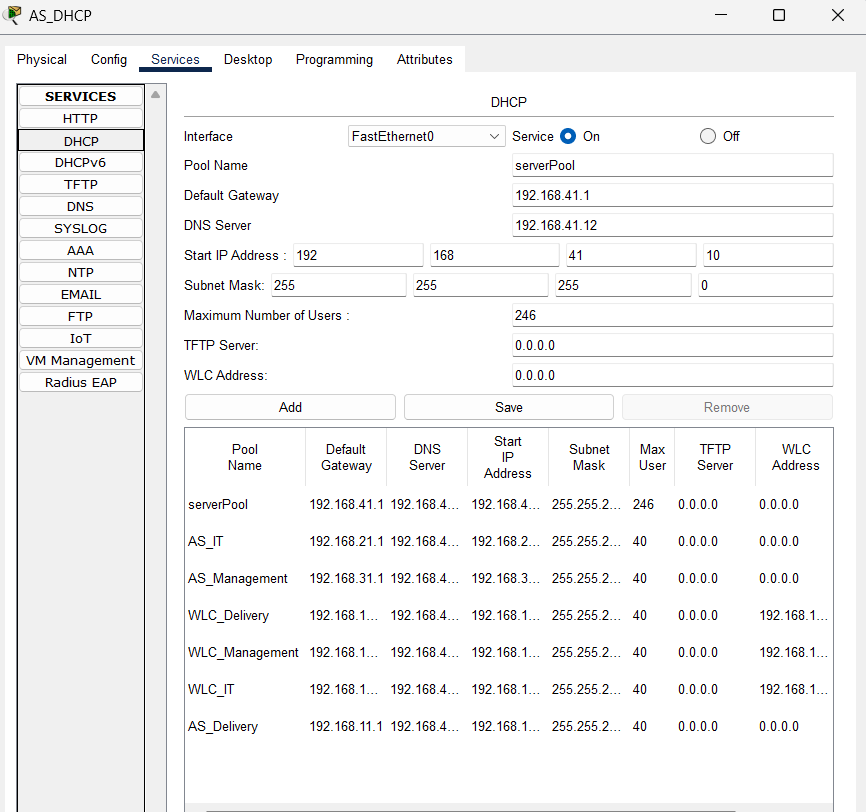 AS_DHCP
Physical Config Services Desktop Programming Attributes
SERVICES
HTTP
DHCP
DHCPv6
TFTP
DNS
SYSLOG
AAA
NTP
EMAIL
FTP
IoT
VM Management
Radius EAP
DHCP
Interface FastEthernet0 Service On Off
Pool Name serverPool
Default Gateway 192.168.41.1
DNS Server 192.168.41.12
Start IP Address : 192 168 41 10
Subnet Mask: 255 255 255 0
Maximum Number of Users : 246
TFTP Server: 0.0.0.0
WLC Address: 0.0.0.0
Add Save Remove
Pool Name Default Gateway DNS Server Start IP Address Subnet Mask Max User TFTP Server WLC Address
serverPool 192.168.41.1 192.168.4... 192.168.4... 255.255.2... 246 0.0.0.0 0.0.0.0
AS_IT 192.168.21.1 192.168.4... 192.168.2... 255.255.2... 40 0.0.0.0 0.0.0.0
AS_Management 192.168.31.1 192.168.4... 192.168.3... 255.255.2... 40 0.0.0.0 0.0.0.0
WLC_Delivery 192.168.1... 192.168.4... 192.168.1... 255.255.2... 40 0.0.0.0 192.168.1...
WLC_Management 192.168.1... 192.168.4... 192.168.1... 255.255.2... 40 0.0.0.0 192.168.1...
WLC_IT 192.168.1... 192.168.4... 192.168.1... 255.255.2... 40 0.0.0.0 192.168.1...
AS_Delivery 192.168.11.1 192.168.4... 192.168.1... 255.255.2... 40 0.0.0.0 0.0.0.0